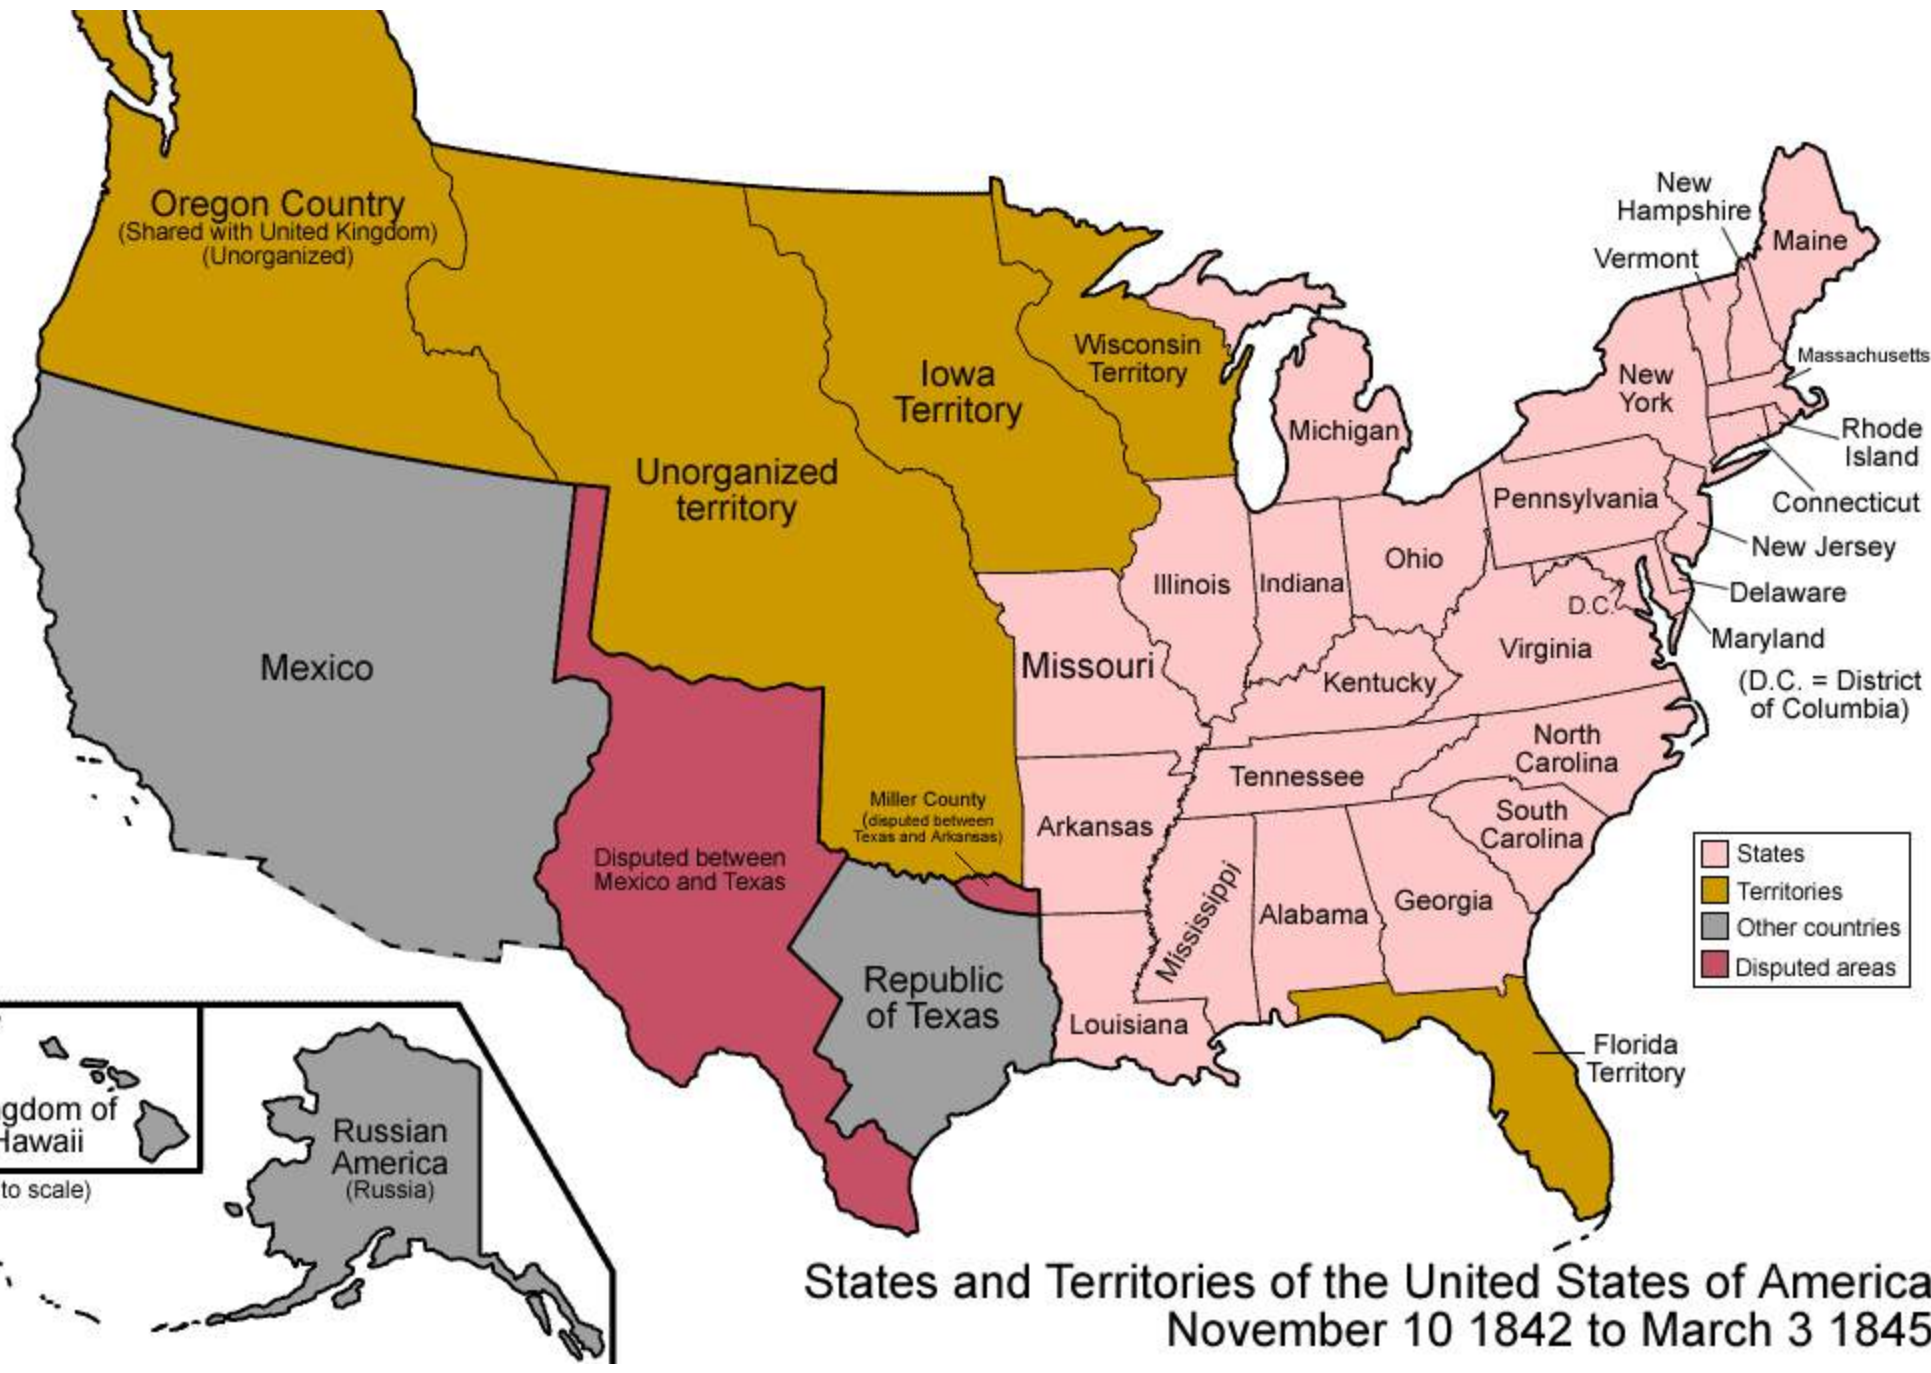 Oregon Country
(Shared with United Kingdom)
(Unorganized)
New
Hampshire
Vermont
Maine
Wisconsin
Territory
Iowa
Territory
Massachusetts
New
York
Michigan
Rhode
Island
Unorganized
territory
Pennsylvania
Connecticut
New Jersey
Ohio
Illinois
Indiana
Delaware
D.C.
Maryland
Virginia
Mexico
Missouri
Kentucky
(D.C. = District
of Columbia)
North
Carolina
Tennessee
Miller County
(disputed between
Texas and Arkansas)
Arkansas
South
Carolina
Disputed between
Mexico and Texas
States
Territories
Other countries
Disputed areas
Mississippi
Alabama
Georgia
Republic
of Texas
Louisiana
Florida
Territory
gdom of
Hawaii
to scale)
Russian
America
(Russia)
States and Territories of the United States of America
November 10 1842 to March 3 1845